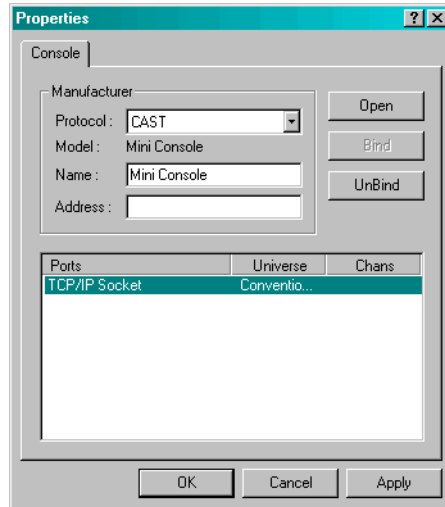 Properties
Console
Manufacturer
Protocol : CAST
Open
Model : Mini Console
Bind
Name : Mini Console
UnBind
Address :
Ports Universe Chans
TCP/IP Socket Conventio...
OK Cancel Apply